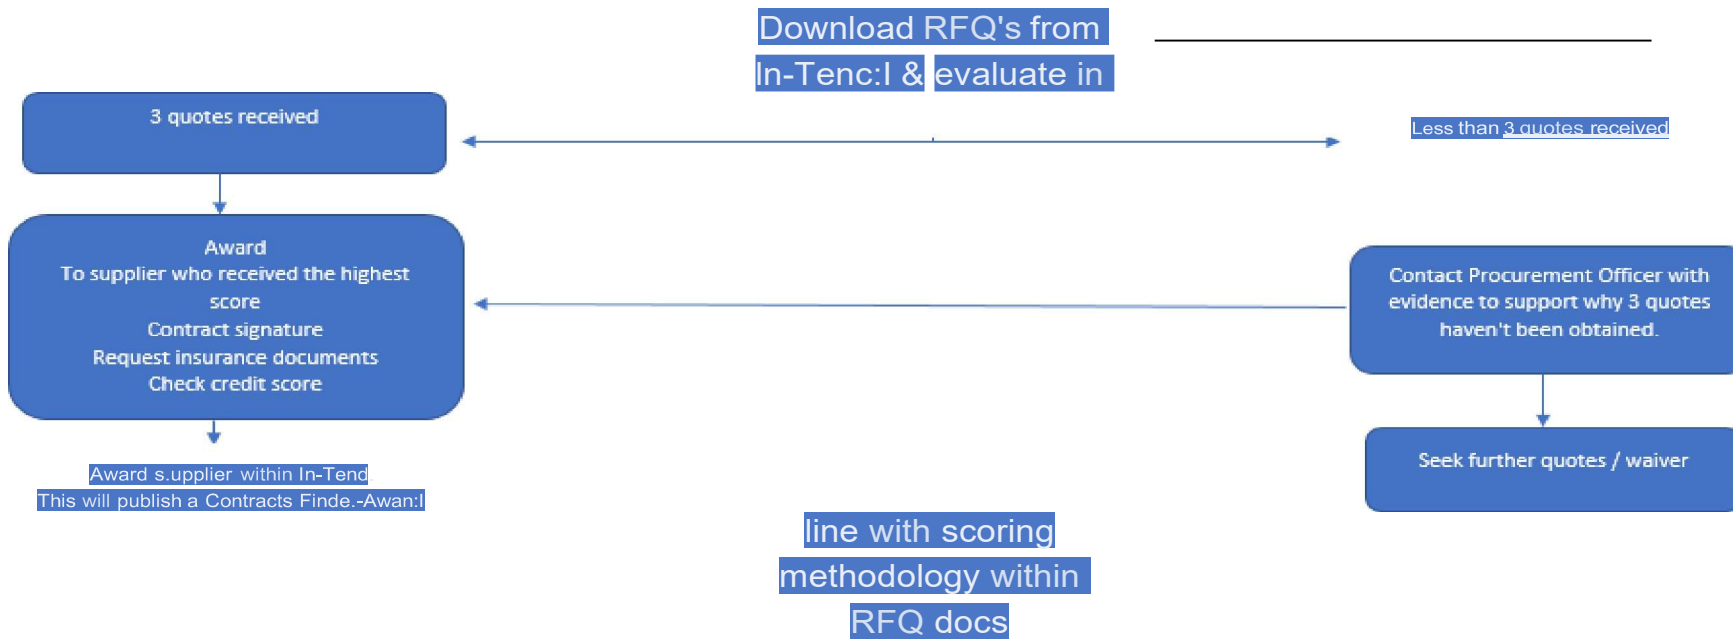 Download RFQ's from
In-Tenc:I & evaluate in
3 quotes received
Less than 3 quotes received
Award
To supplier who received the highest
score
Contract signature
Request insurance documents
Check credit score
Contact Procurement Officer with
evidence to support why 3 quotes
haven't been obtained.
Seek further quotes / waiver
Award s.upplier within In-Tend
This will publish a Contracts Finde.-Awan:I
line with scoring
methodology within
RFQ docs